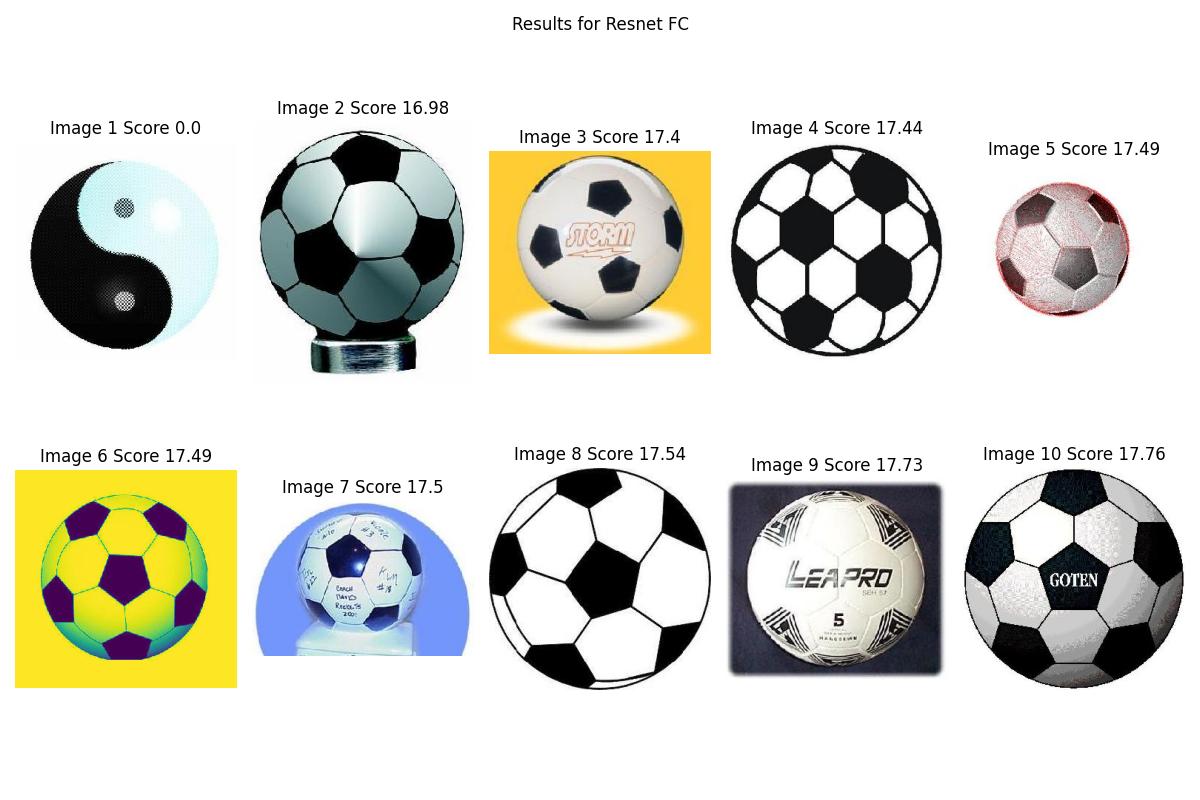 Results for Resnet FC
Image 1 Score 0.0
Image 2 Score 16.98
Image 3 Score 17.4
Image 4 Score 17.44
Image 5 Score 17.49
STORM
Image 6 Score 17.49
Image 7 Score 17.5
Image 8 Score 17.54
Image 9 Score 17.73
Image 10 Score 17.76
#3
COACH
2001
LEAPRO
5
GOTEN